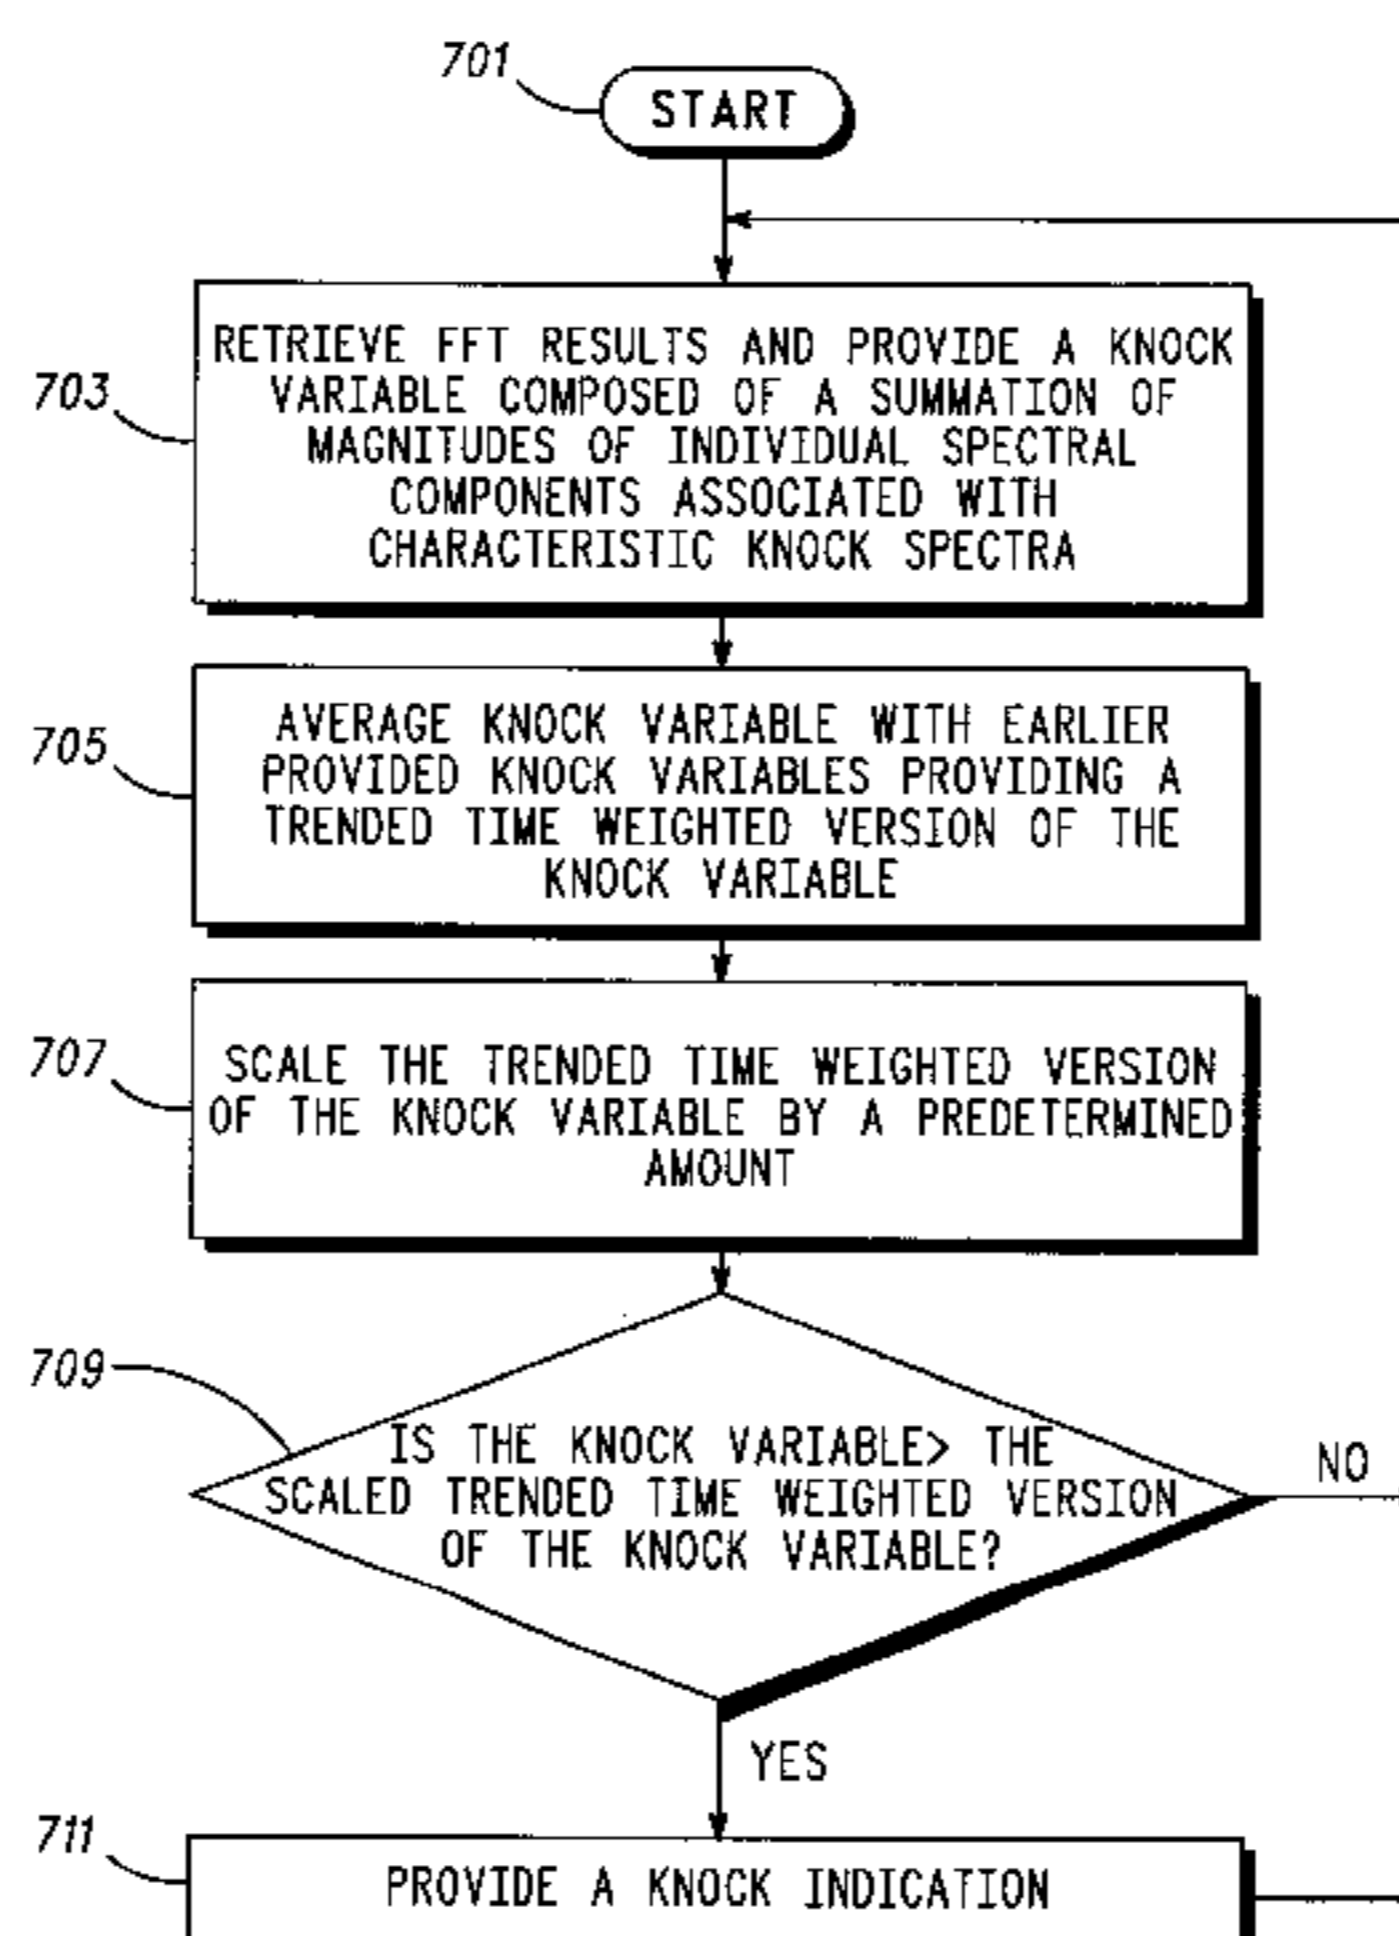 701
START
703
RETRIEVE FFT RESULTS AND PROVIDE A KNOCK
VARIABLE COMPOSED OF A SUMMATION OF
MAGNITUDES OF INDIVIDUAL SPECTRAL
COMPONENTS ASSOCIATED WITH
CHARACTERISTIC KNOCK SPECTRA
705
AVERAGE KNOCK VARIABLE WITH EARLIER
PROVIDED KNOCK VARIABLES PROVIDING A
TRENDED TIME WEIGHTED VERSION OF THE
KNOCK VARIABLE
707
SCALE THE TRENDED TIME WEIGHTED VERSION
OF THE KNOCK VARIABLE BY A PREDETERMINED
AMOUNT
709
IS THE KNOCK VARIABLE> THE
SCALED TRENDED TIME WEIGHTED VERSION
OF THE KNOCK VARIABLE?
NO
YES
711
PROVIDE A KNOCK INDICATION